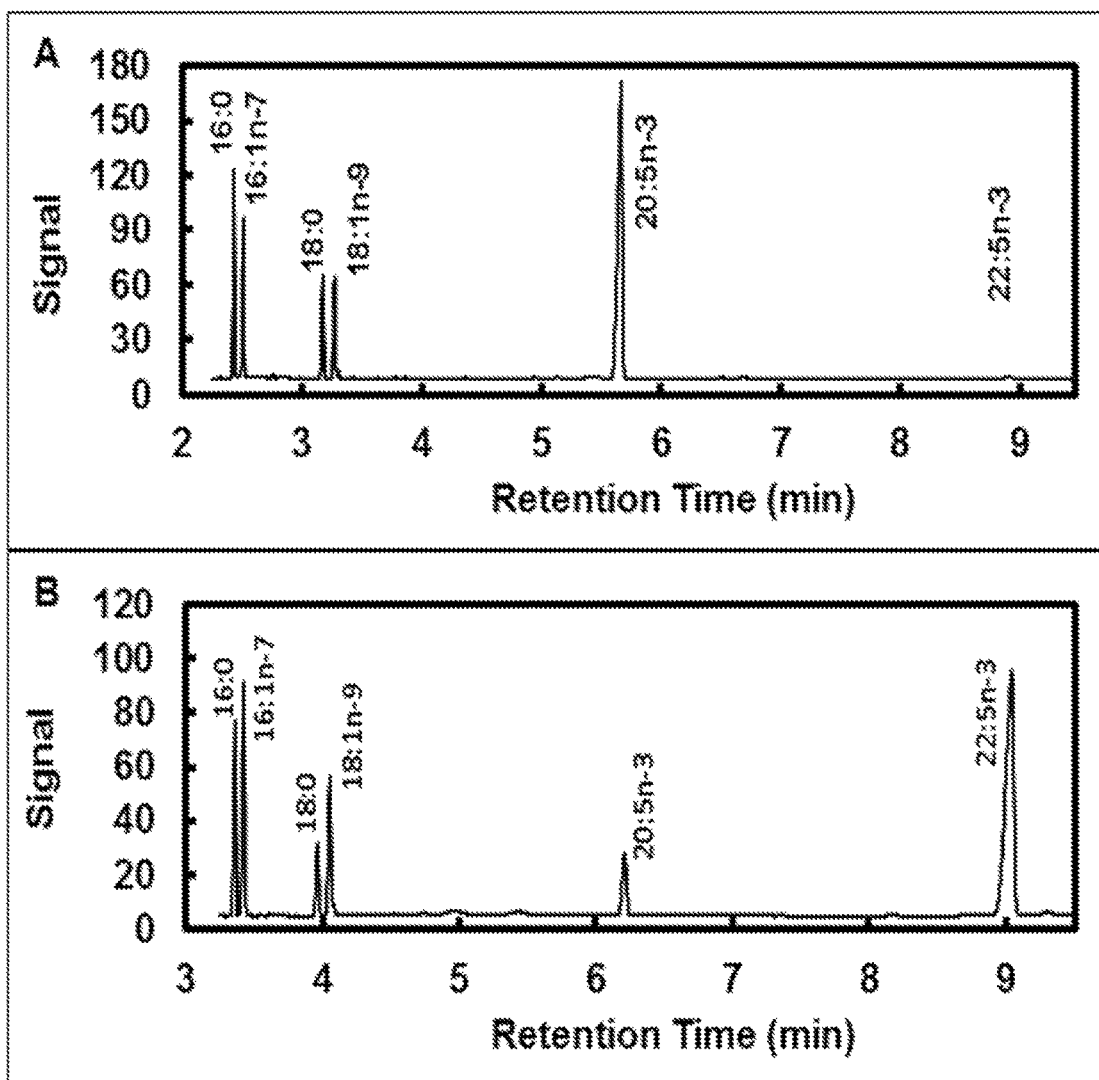 A
180
150
120
90
60
30
0
Signal
16:0
16:1n-7
18:0
18:1n-9
20:5n-3
22:5n-3
2 3 4 5 6 7 8 9
Retention Time (min)
B
120
100
80
60
40
20
0
Signal
16:0
16:1n-7
18:0
18:1n-9
20:5n-3
22:5n-3
3 4 5 6 7 8 9
Retention Time (min)